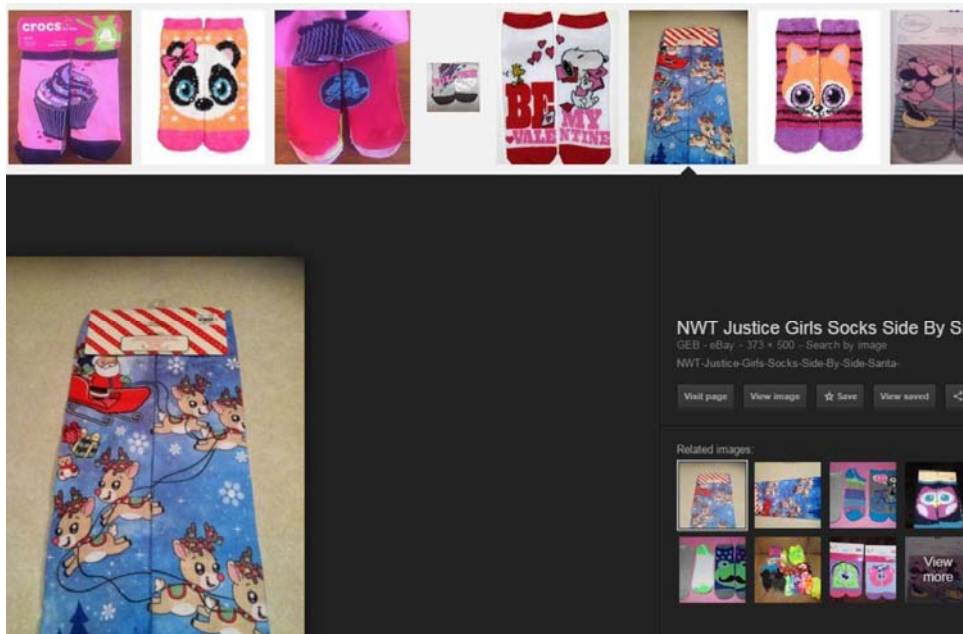 crocs
BE MY
VALENTINE
NWT Justice Girls Socks Side By S
GEB - eBay - 373 × 500 - Search by image
NWT-Justice-Girls-Socks-Side-By-Side-Santa-
Visit page
View image
Save
View saved
Related images:
View
more